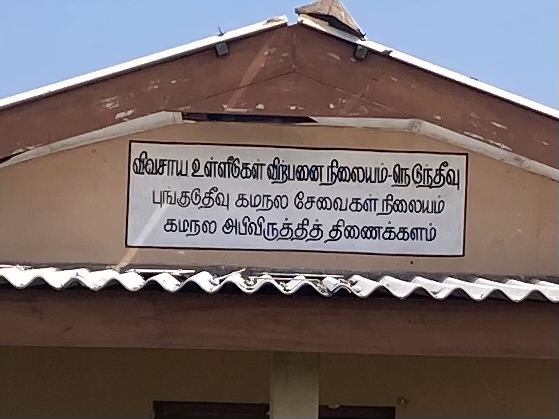 விவசாய உள்ளீடுகள் விற்பனை நிலையம்-நெடுந்தீவு
புங்குடுதீவு கமநல சேவைகள் நிலையம்
கமநல அபிவிருத்தித் திணைக்களம்